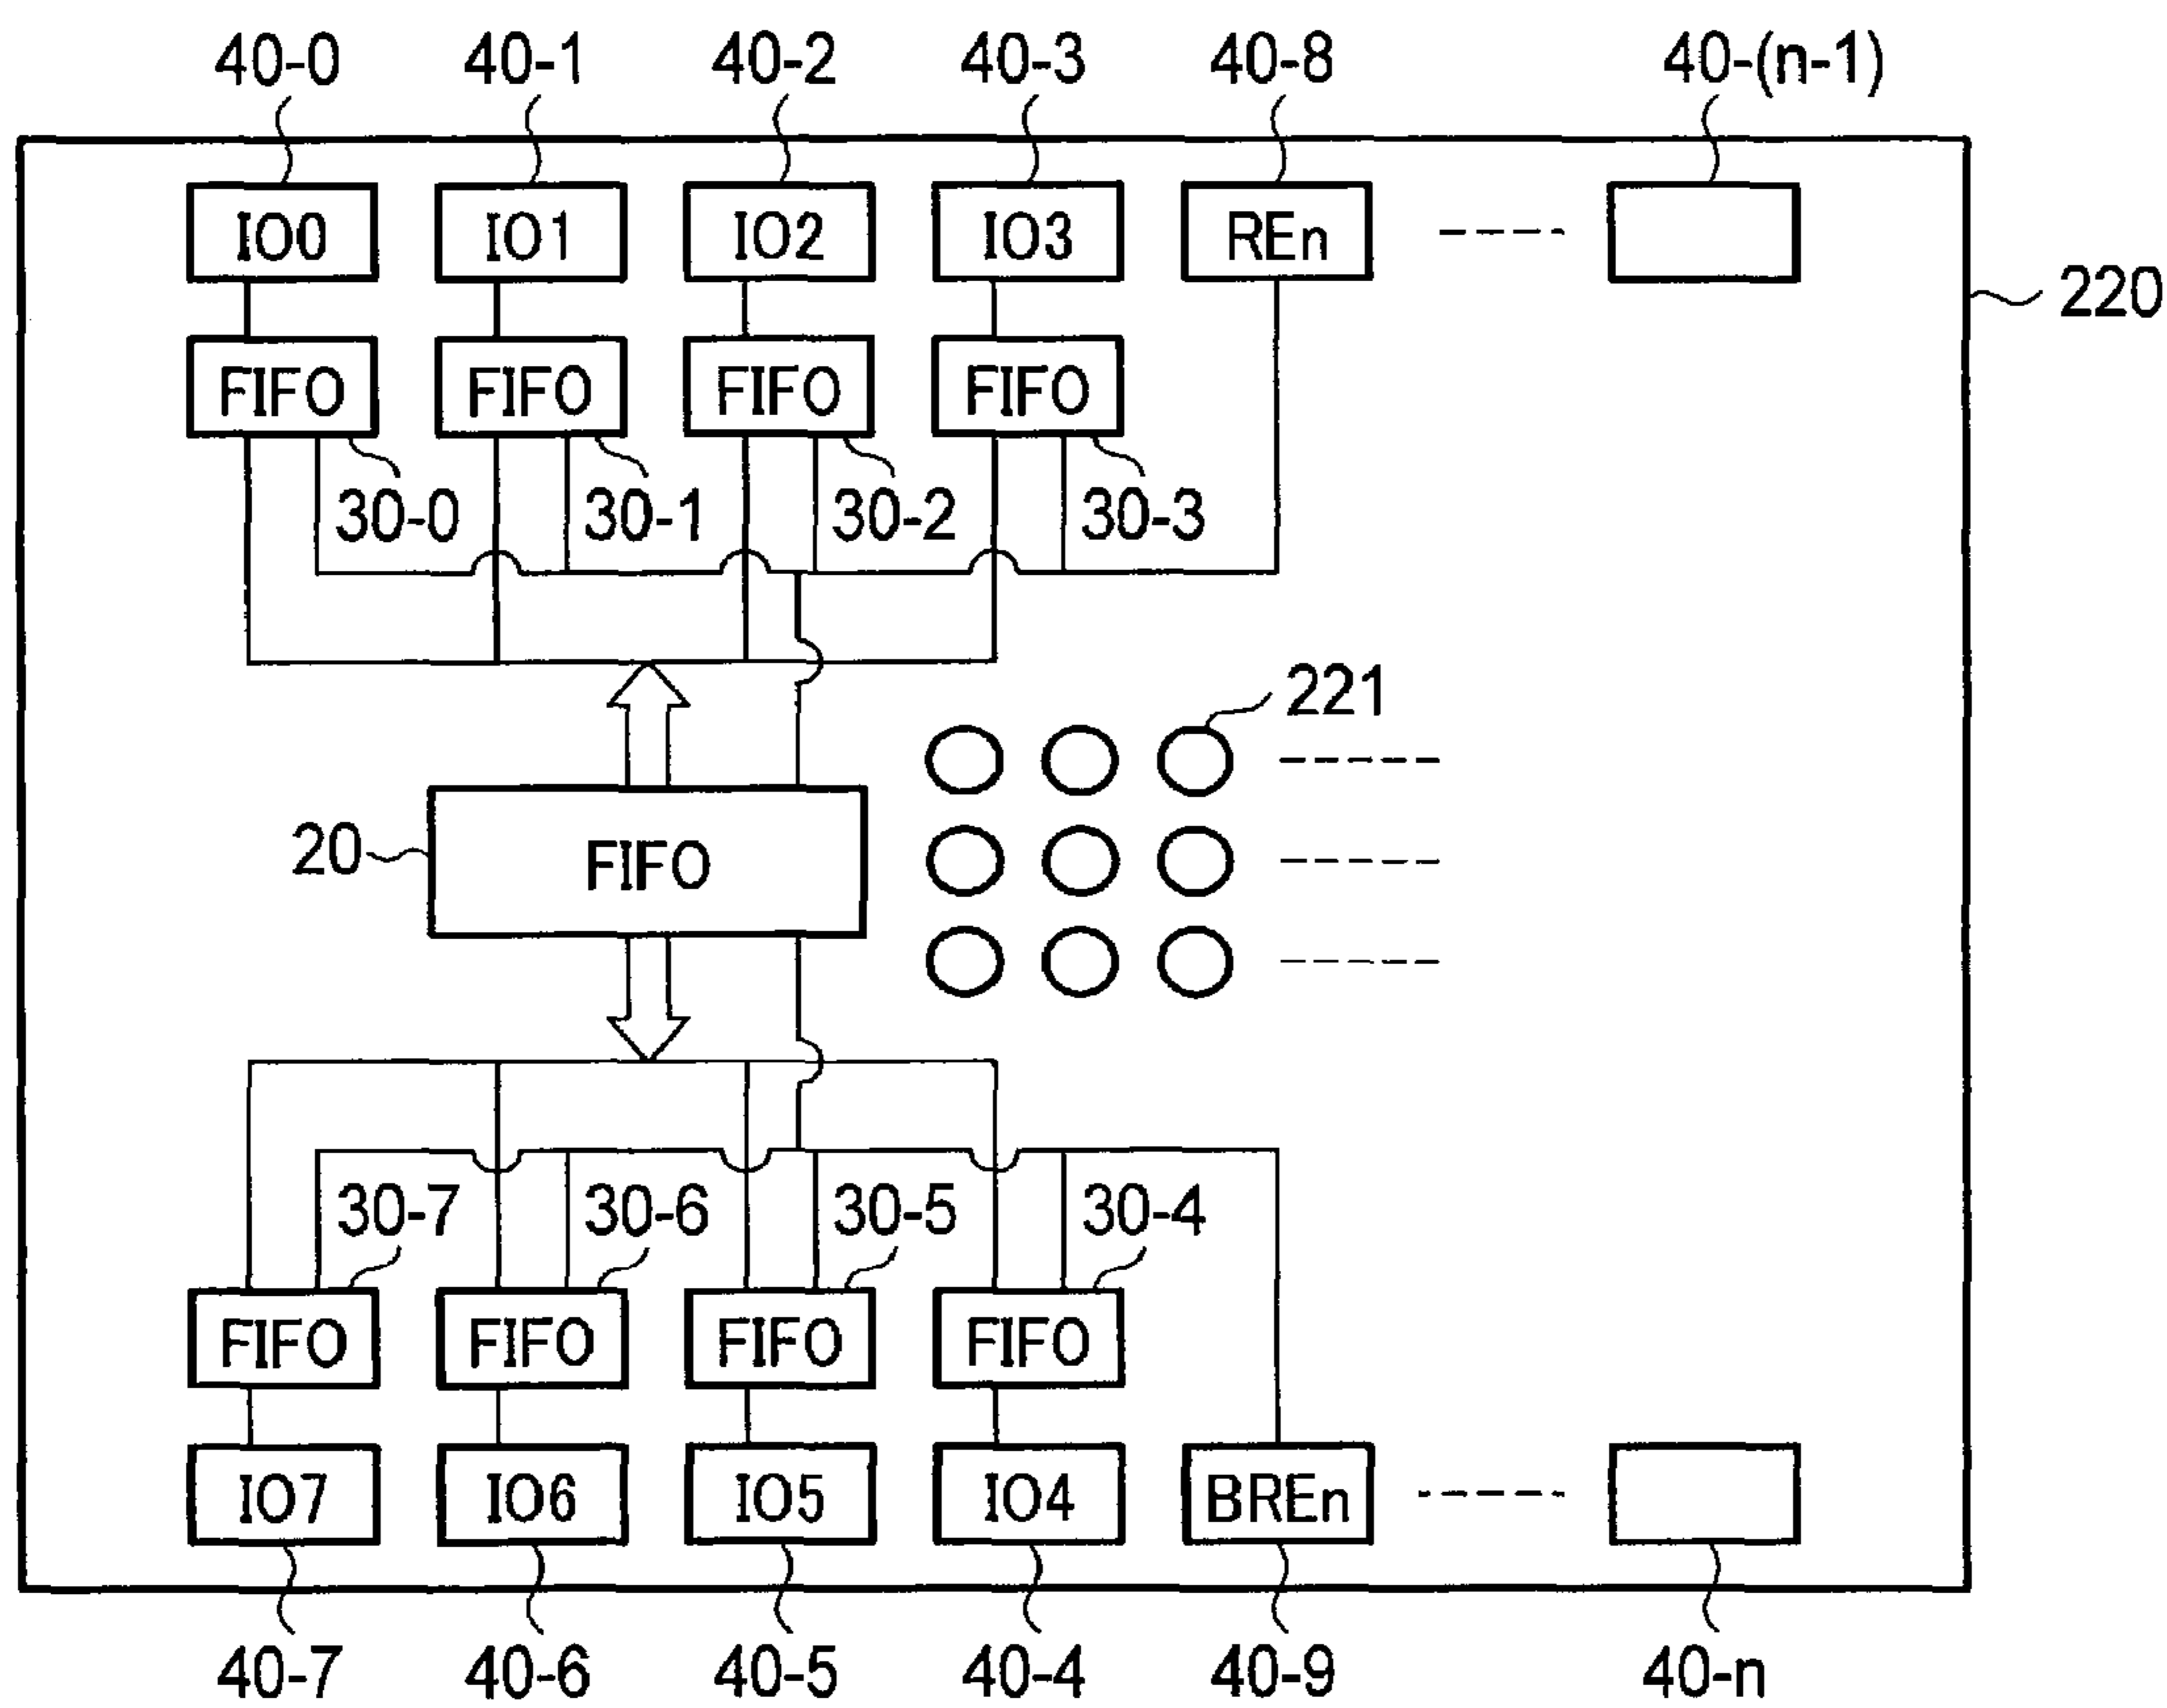 40-0 40-1 40-2 40-3 40-8 40-(n-1)
IO0 IO1 IO2 IO3 REn
220
FIFO FIFO FIFO FIFO
30-0 30-1 30-2 30-3
221
20 FIFO
30-7 30-6 30-5 30-4
FIFO FIFO FIFO FIFO
IO7 IO6 IO5 IO4 BREn
40-7 40-6 40-5 40-4 40-9 40-n